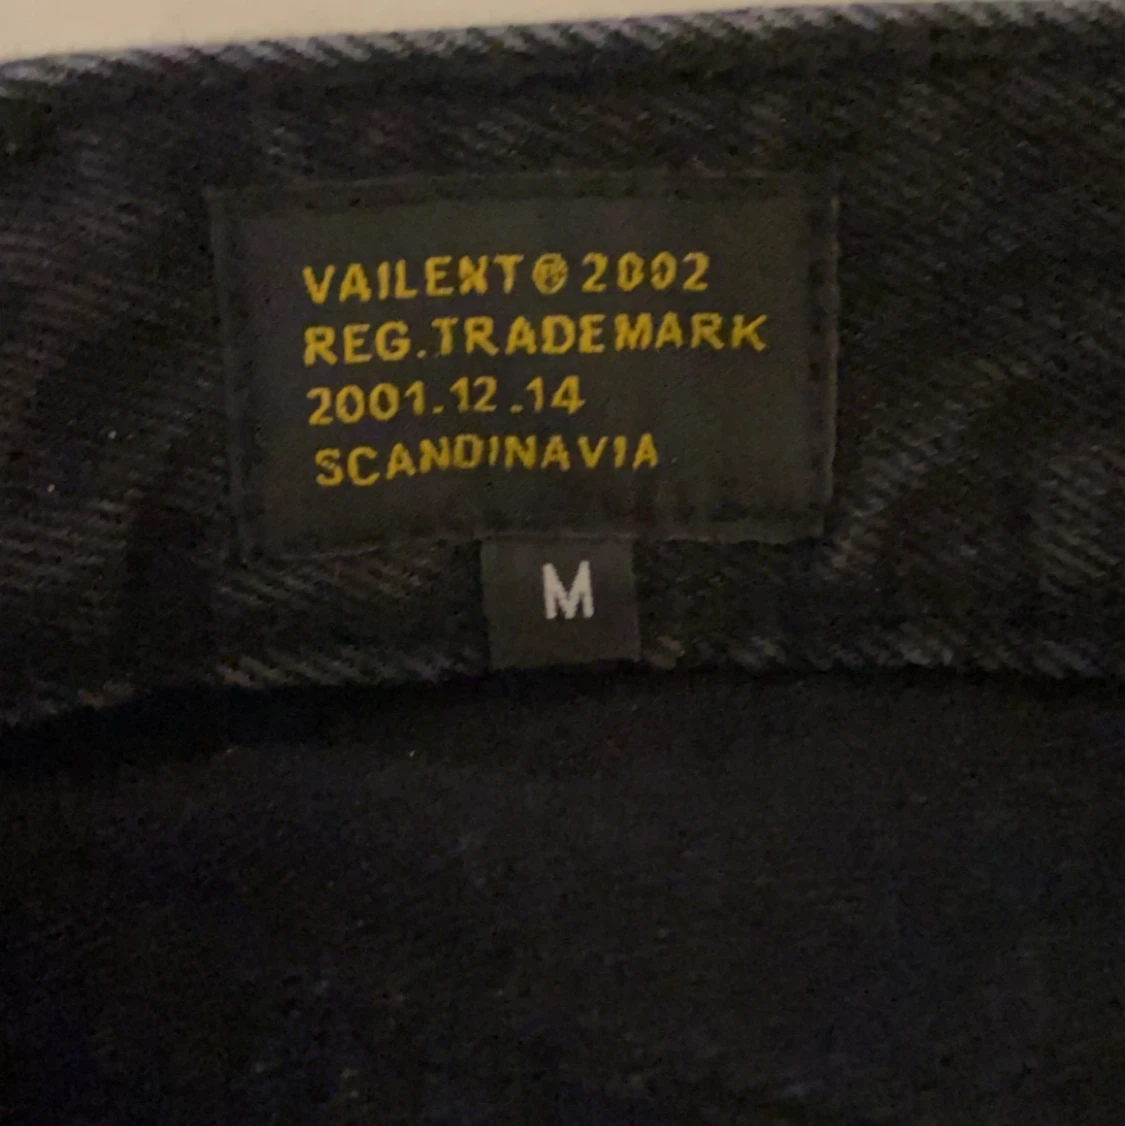 VAILENT®2002
REG.TRADEMARK
2001.12.14
SCANDINAVIA
M